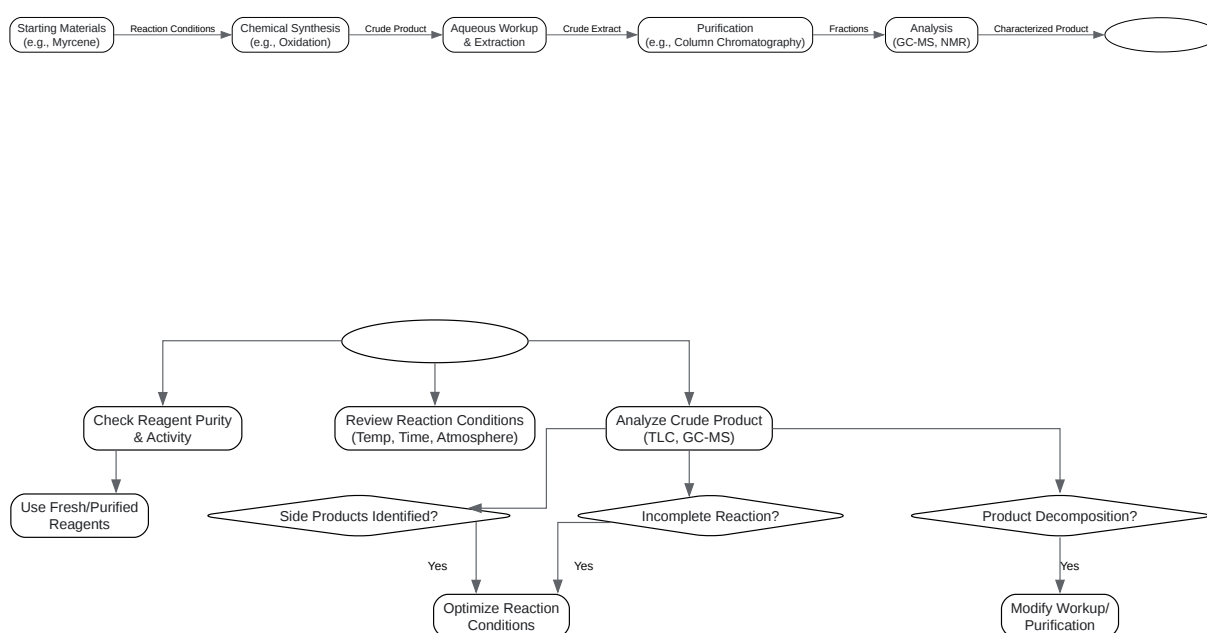 Starting Materials
(e.g., Myrcene)
Reaction Conditions
Chemical Synthesis
(e.g., Oxidation)
Crude Product
Aqueous Workup
& Extraction
Crude Extract
Purification
(e.g., Column Chromatography)
Fractions
Analysis
(GC-MS, NMR)
Characterized Product
Check Reagent Purity
& Activity
Review Reaction Conditions
(Temp, Time, Atmosphere)
Analyze Crude Product
(TLC, GC-MS)
Use Fresh/Purified
Reagents
Side Products Identified?
Incomplete Reaction?
Product Decomposition?
Yes
Yes
Yes
Optimize Reaction
Conditions
Modify Workup/
Purification